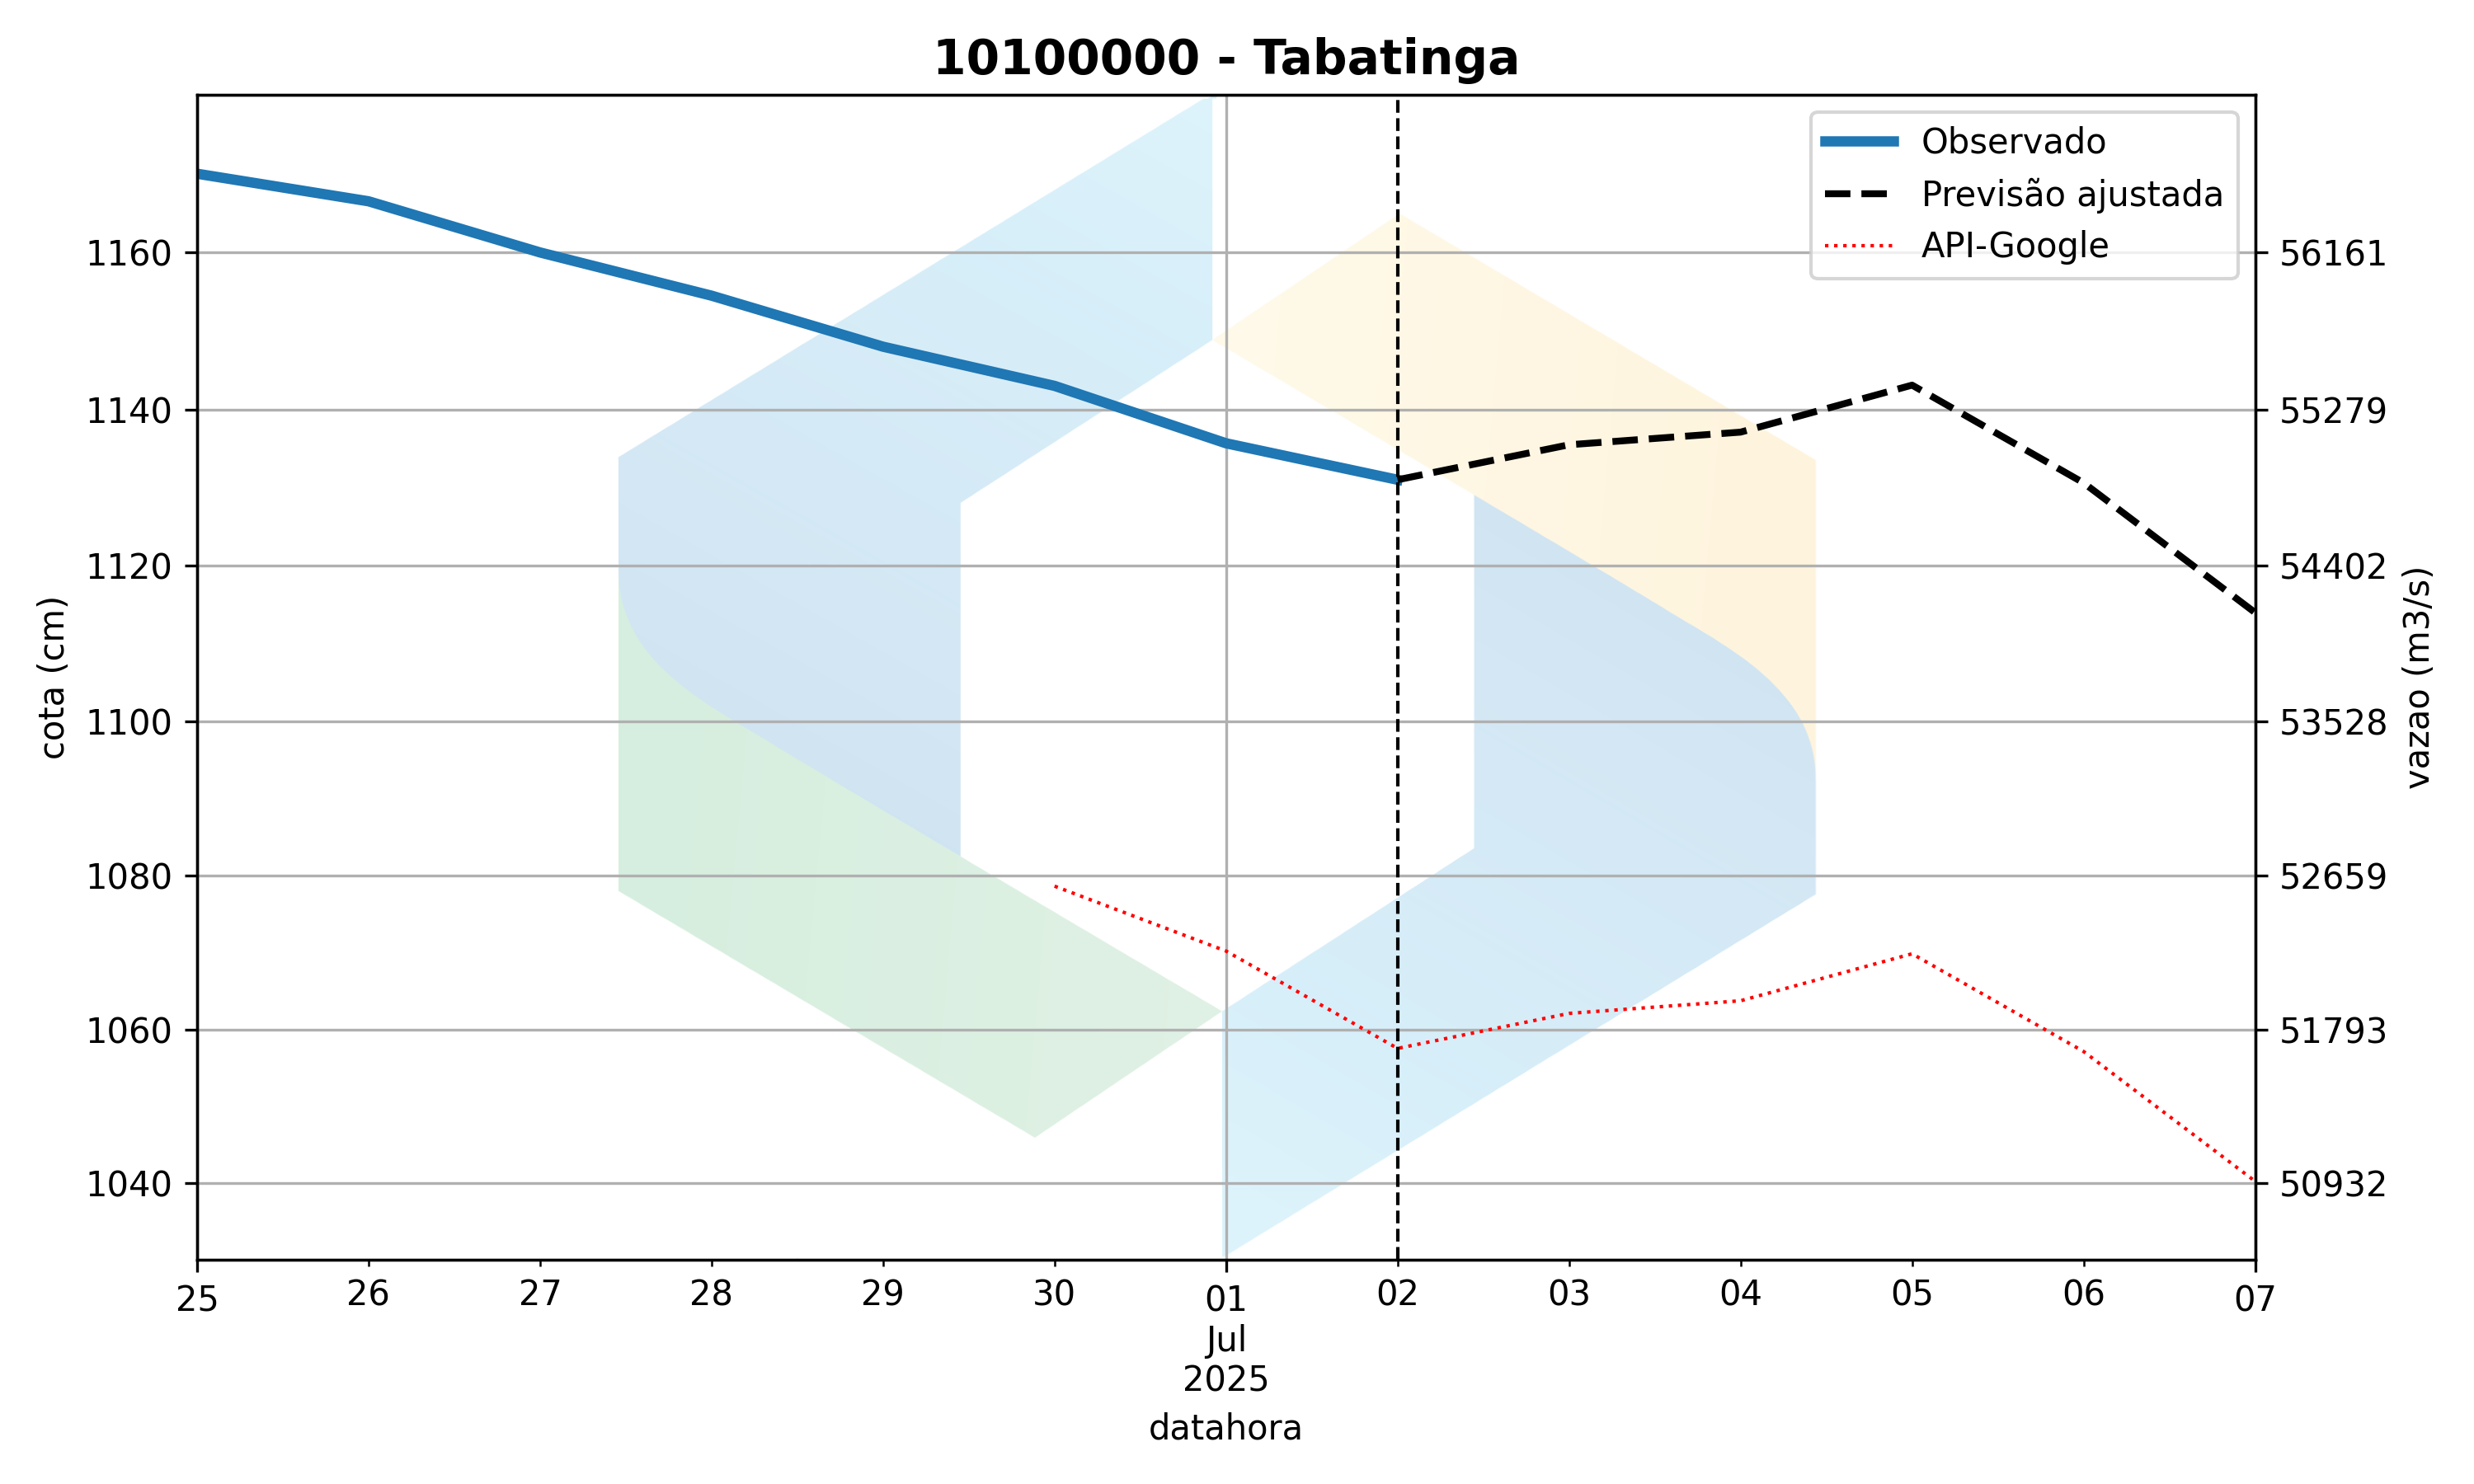 10100000 - Tabatinga
Observado
Previsão ajustada
API-Google
1160
1140
1120
1100
1080
1060
1040
cota (cm)
56161
55279
54402
53528
52659
51793
50932
vazao (m3/s)
25 26 27 28 29 30 01 02 03 04 05 06 07
Jul
2025
datahora